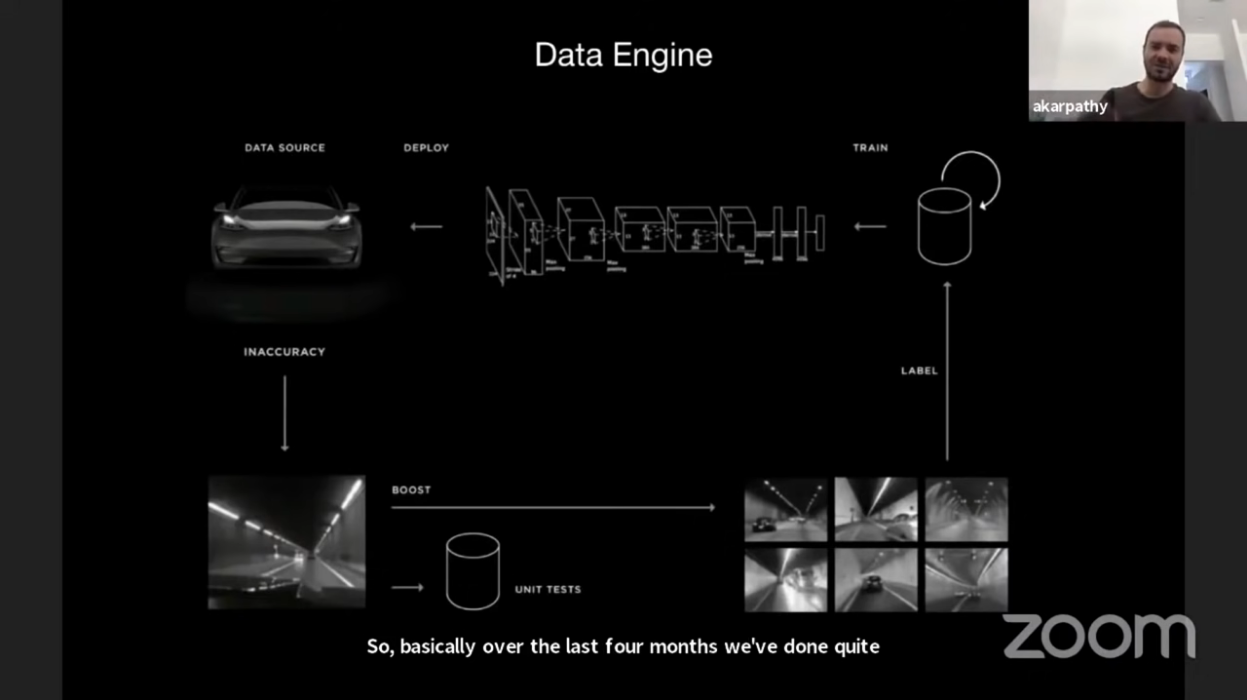 Data Engine
akarpathy
DATA SOURCE
DEPLOY
TRAIN
INACCURACY
LABEL
BOOST
UNIT TESTS
zoom
So, basically over the last four months we've done quite